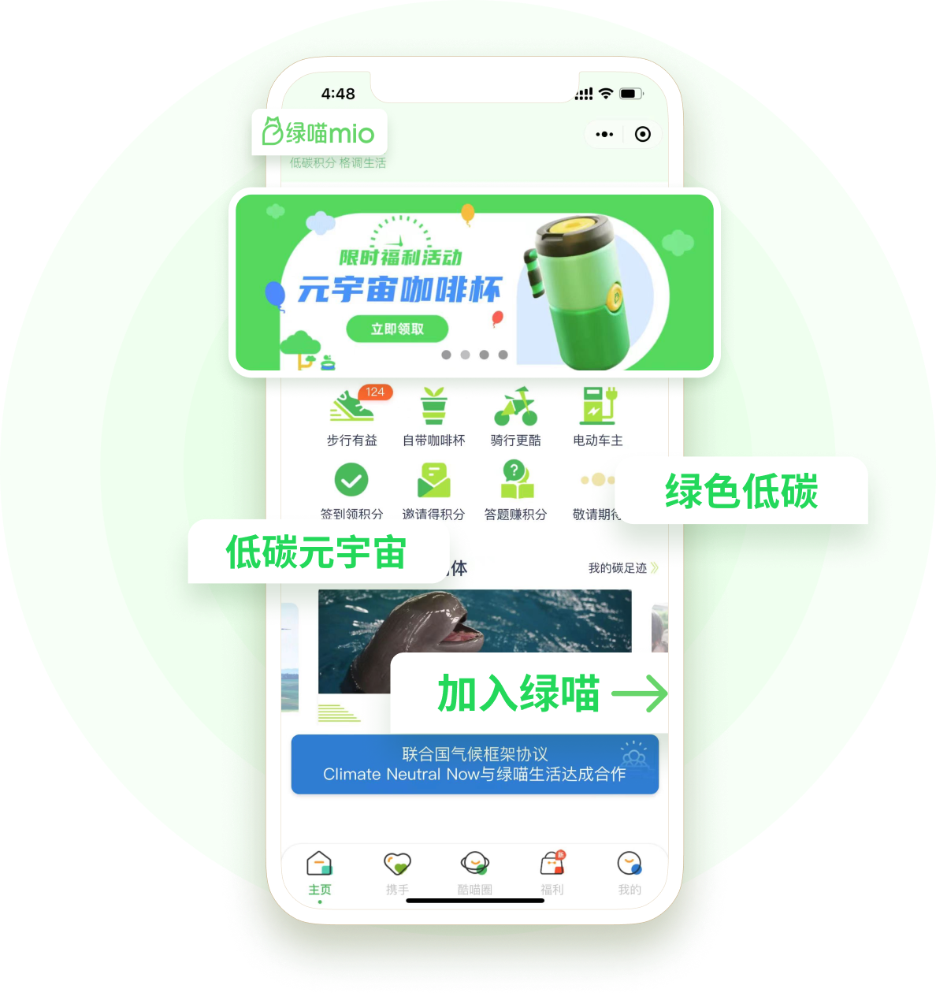 4:48
绿喵mio
低碳积分 格调生活
限时福利活动
元宇宙咖啡杯
立即领取
124
步行有益 自带咖啡杯 骑行更酷 电动车主
签到领积分 邀请得积分 答题赚积分 敬请期待
绿色低碳
低碳元宇宙
体 我的碳足迹
加入绿喵
联合国气候框架协议
Climate Neutral Now与绿喵生活达成合作
新
主页 携手 酷喵圈 福利 我的